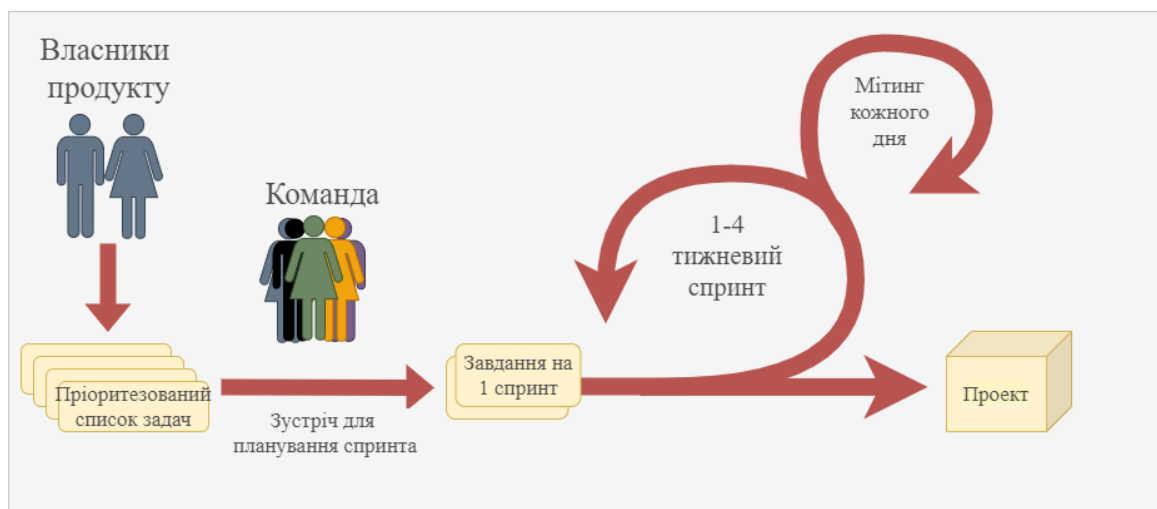 Власники
продукту
Команда
Пріоритезований
список задач
Зустріч для
планування спринта
Завдання на
1 спринт
1-4
тижневий
спринт
Мітинг
кожного
дня
Проект